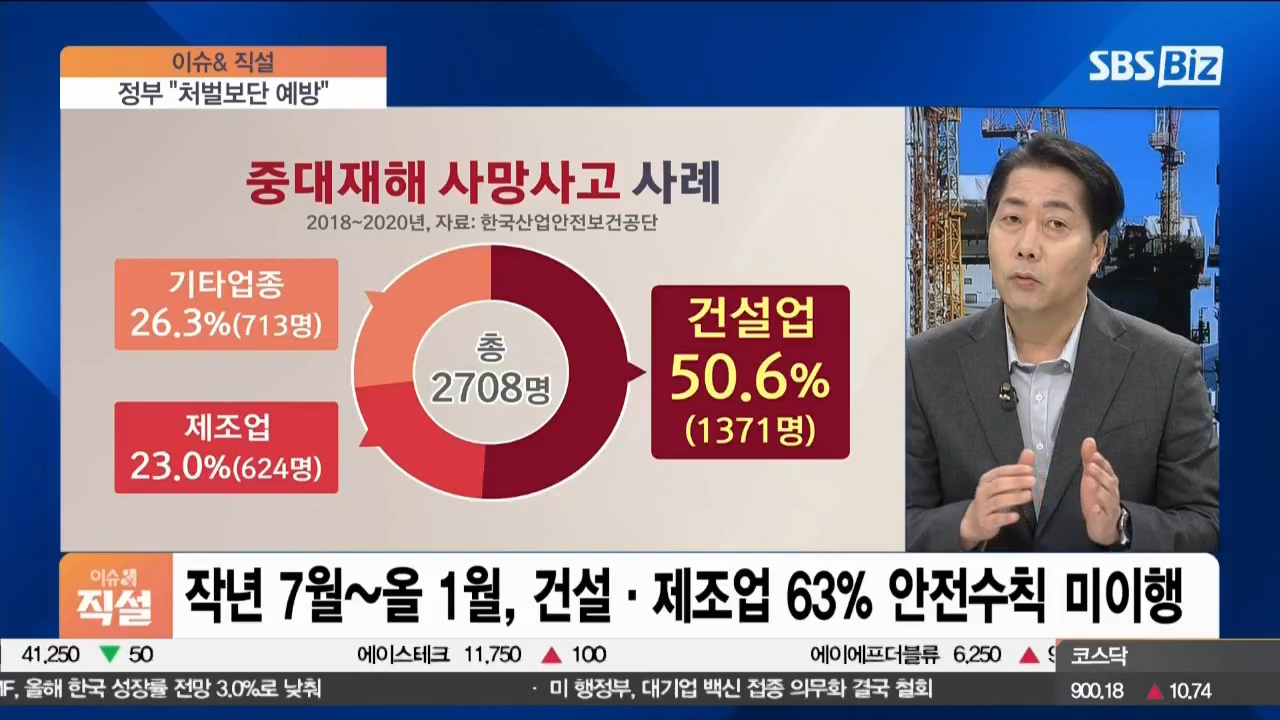 이슈& 직설
정부 "처벌보단 예방"
SBS Biz
중대재해 사망사고 사례
2018~2020년, 자료: 한국산업안전보건공단
기타업종
26.3%(713명)
제조업
23.0%(624명)
총
2708명
건설업
50.6%
(1371명)
이슈&
직설
작년 7월~올 1월, 건설·제조업 63% 안전수칙 미이행
41,250 ▼ 50 에이스테크 11,750 ▲ 100 에이에프더블류 6,250 ▲
코스닥
900.18 ▲ 10.74
올해 한국 성장률 전망 3.0%로 낮춰 · 미 행정부, 대기업 백신 접종 의무화 결국 철회